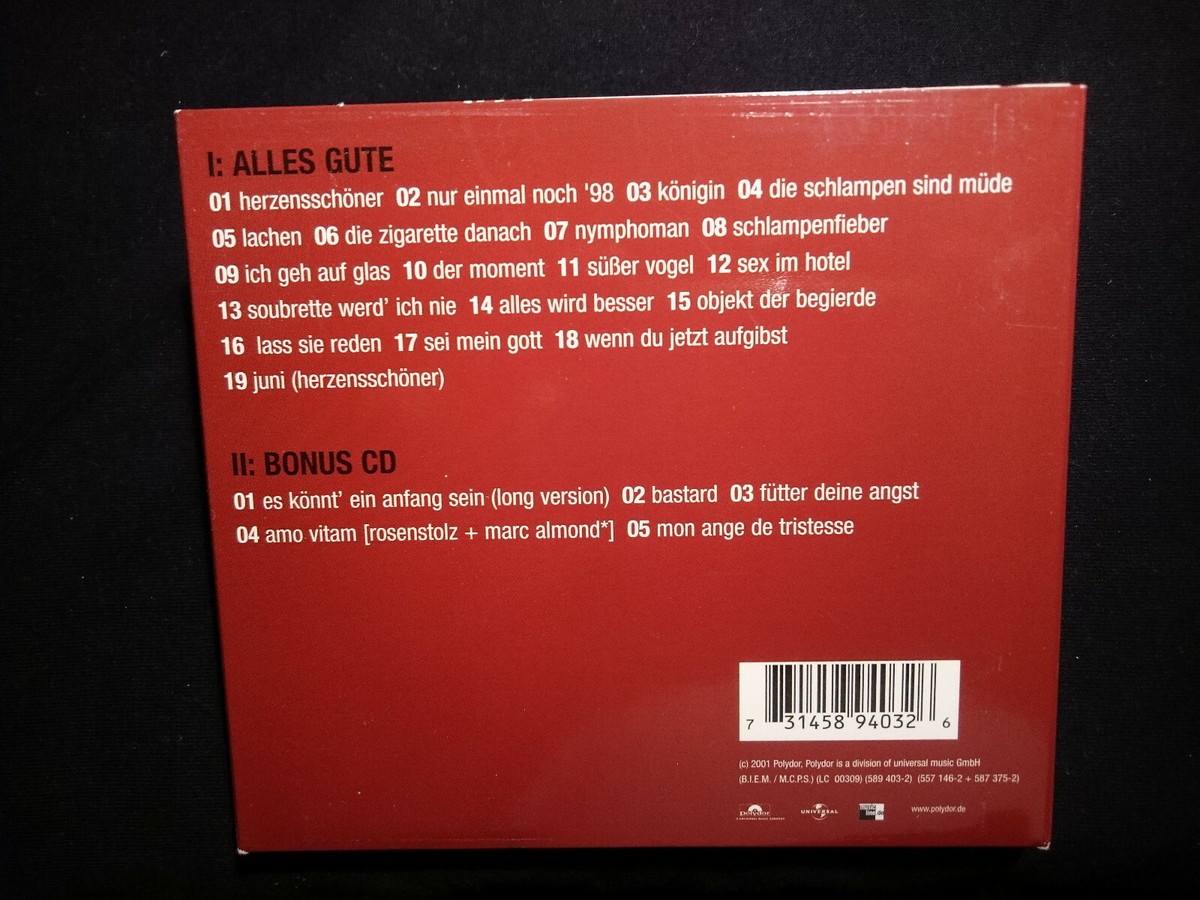 I: ALLES GUTE
01 herzensschöner 02 nur einmal noch '98 03 königin 04 die schlampen sind müde
05 lachen 06 die zigarette danach 07 nymphoman 08 schlampenfieber
09 ich geh auf glas 10 der moment 11 süßer vogel 12 sex im hotel
13 soubrette werd' ich nie 14 alles wird besser 15 objekt der begierde
16 lass sie reden 17 sei mein gott 18 wenn du jetzt aufgibst
19 juni (herzensschöner)
II: BONUS CD
01 es könnt' ein anfang sein (long version) 02 bastard 03 fütter deine angst
04 amo vitam [rosenstolz + marc almond*] 05 mon ange de tristesse
7 31458 94032 6
(c) 2001 Polydor, Polydor is a division of universal music GmbH
(B.I.E.M. / M.C.P.S.) (LC 00309) (589 403-2) (557 146-2 + 587 375-2)
polydor UNIVERSAL www.polydor.de